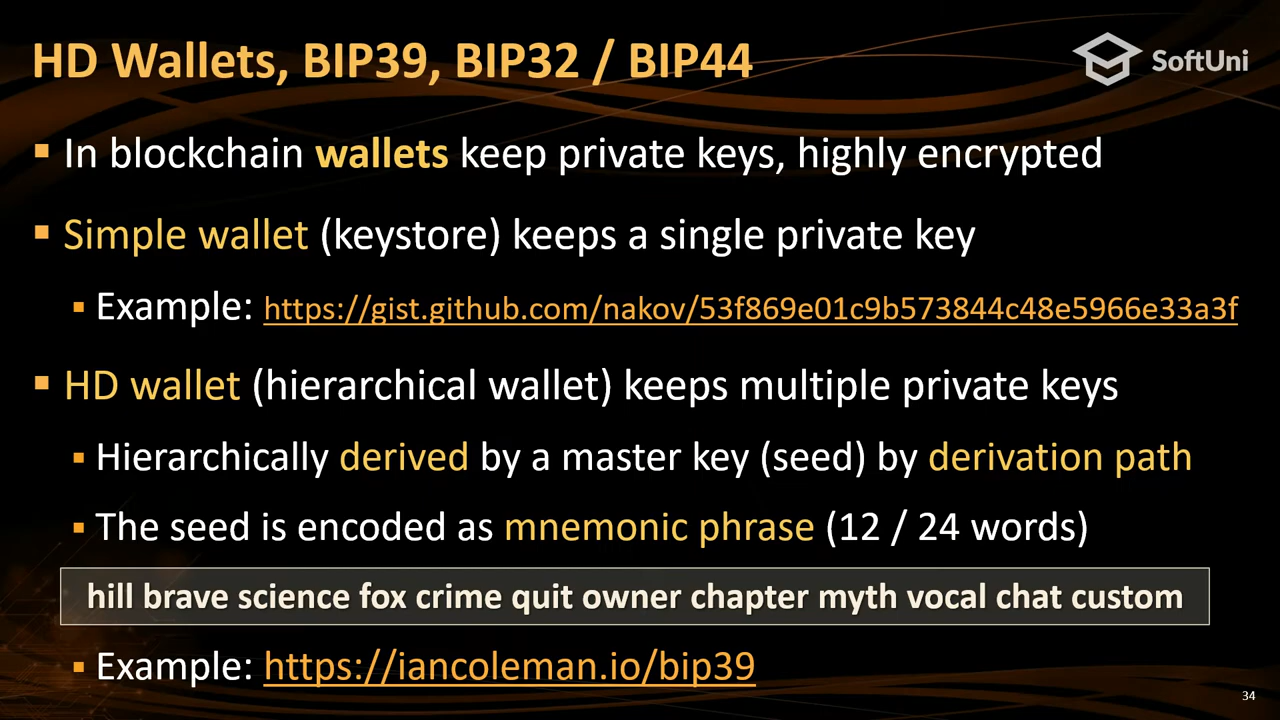 HD Wallets, BIP39, BIP32 / BIP44
SoftUni
▪ In blockchain wallets keep private keys, highly encrypted
▪ Simple wallet (keystore) keeps a single private key
▪ Example: https://gist.github.com/nakov/53f869e01c9b573844c48e5966e33a3f
▪ HD wallet (hierarchical wallet) keeps multiple private keys
▪ Hierarchically derived by a master key (seed) by derivation path
▪ The seed is encoded as mnemonic phrase (12 / 24 words)
hill brave science fox crime quit owner chapter myth vocal chat custom
▪ Example: https://iancoleman.io/bip39
34